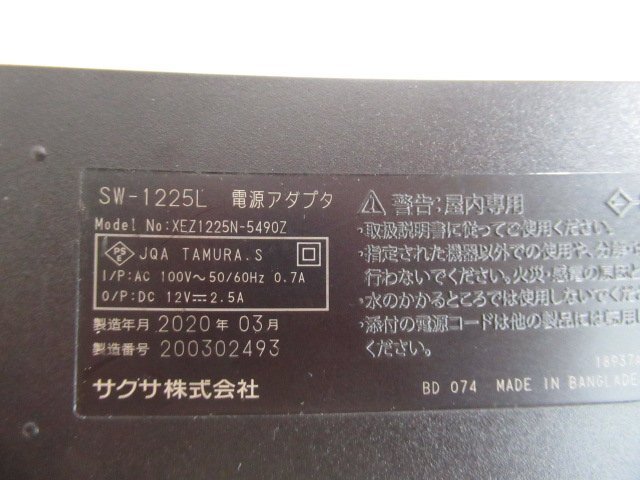 SW-1225L 電源アダプタ
Model No:XEZ1225N-5490Z
PS
E
JQA TAMURA.S
I/P:AC 100V～50/60Hz 0.7A
O/P:DC 12V⎓2.5A
製造年月 2020年 03月
製造番号 200302493
サクサ株式会社
警告:屋内専用
・取扱説明書に従ってご使用ください。
・指定された機器以外での使用や、分解・
行わないでください。火災・感電の原因
・水のかかるところでは使用しないでくださ
・添付の電源コードは他の製品には
ください。
18937
BD 074 MADE IN BANGLADE